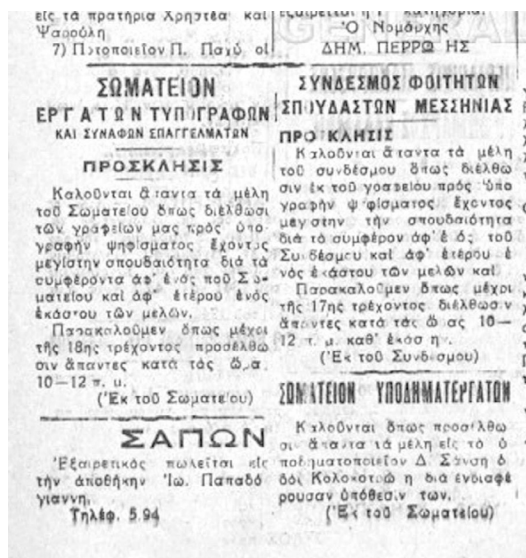 εἰς τὰ πρατήρια Χρηστέα καὶ
Ψαρούλη
7) Ποτοποιεῖον Π. Παχύ οἱ
ΣΩΜΑΤΕΙΟΝ
ΕΡΓΑΤΩΝ ΤΥΠΟΓΡΑΦΩΝ
ΚΑΙ ΣΥΝΑΦΩΝ ΕΠΑΓΓΕΛΜΑΤΩΝ
ΠΡΟΣΚΛΗΣΙΣ
Καλοῦνται ἅπαντα τὰ μέλη
τοῦ Σωματείου ὅπως διέλθωσι
τῶν γραφείων μας πρὸς ὑπο
γραφὴν ψηφίσματος ἔχοντος
μεγίστην σπουδαιότητα διὰ τὰ
συμφέροντα ἀφ' ἑνὸς ποῦ Σω
ματείου καὶ ἀφ' ἑτέρου ἑνὸς
ἑκάστου τῶν μελῶν.
Παρακαλοῦμεν ὅπως μέχρι
τῆς 18ης τρέχοντος προσέλθω
σιν ἅπαντες κατὰ τὰς ὥρας
10—12 π. μ.
(Ἐκ τοῦ Σωματείου)
ΣΑΠΩΝ
Ἐξαιρετικὸς πωλεῖται εἰς
τὴν ἀποθήκην Ἰω. Παπαδό
γιαννη.
Τηλέφ. 5.94
Ὁ Νομάρχης
ΔΗΜ. ΠΕΡΡΩΤΗΣ
ΣΥΝΔΕΣΜΟΣ ΦΟΙΤΗΤΩΝ
ΣΠΟΥΔΑΣΤΩΝ ΜΕΣΣΗΝΙΑΣ
ΠΡΟΣΚΛΗΣΙΣ
Καλοῦνται ἅπαντα τὰ μέλη
τοῦ συνδέσμου ὅπως διέλθω
σιν ἐκ τοῦ γραφείου πρὸς ὑπο
γραφὴν ψηφίσματος ἔχοντος
μεγίστην τὴν σπουδαιότητα
διὰ τὸ συμφέρον ἀφ' ἑνὸς τοῦ
Συνδέσμου καὶ ἀφ' ἑτέρου ἑ
νὸς ἑκάστου τῶν μελῶν καὶ
Παρακαλοῦμεν ὅπως μέχρι
τῆς 17ης τρέχοντος διέλθωσιν
ἅπαντες κατὰ τὰς ὥρας 10—
12 π. μ. καθ' ἑκάστην.
(Ἐκ τοῦ Συνδέσμου)
ΣΩΜΑΤΕΙΟΝ ΥΠΟΔΗΜΑΤΕΡΓΑΤΩΝ
Καλοῦνται ὅπως προσέλθω
σιν ἅπαντα τὰ μέλη εἰς τὸ ὑ
ποδηματοποιεῖον Δ. Σάνση ὁ
δὸς Κολοκοτρώνη διὰ ἐνδιαφέ
ρουσαν ὑπόθεσίν των.
(Ἐκ τοῦ Σωματείου)